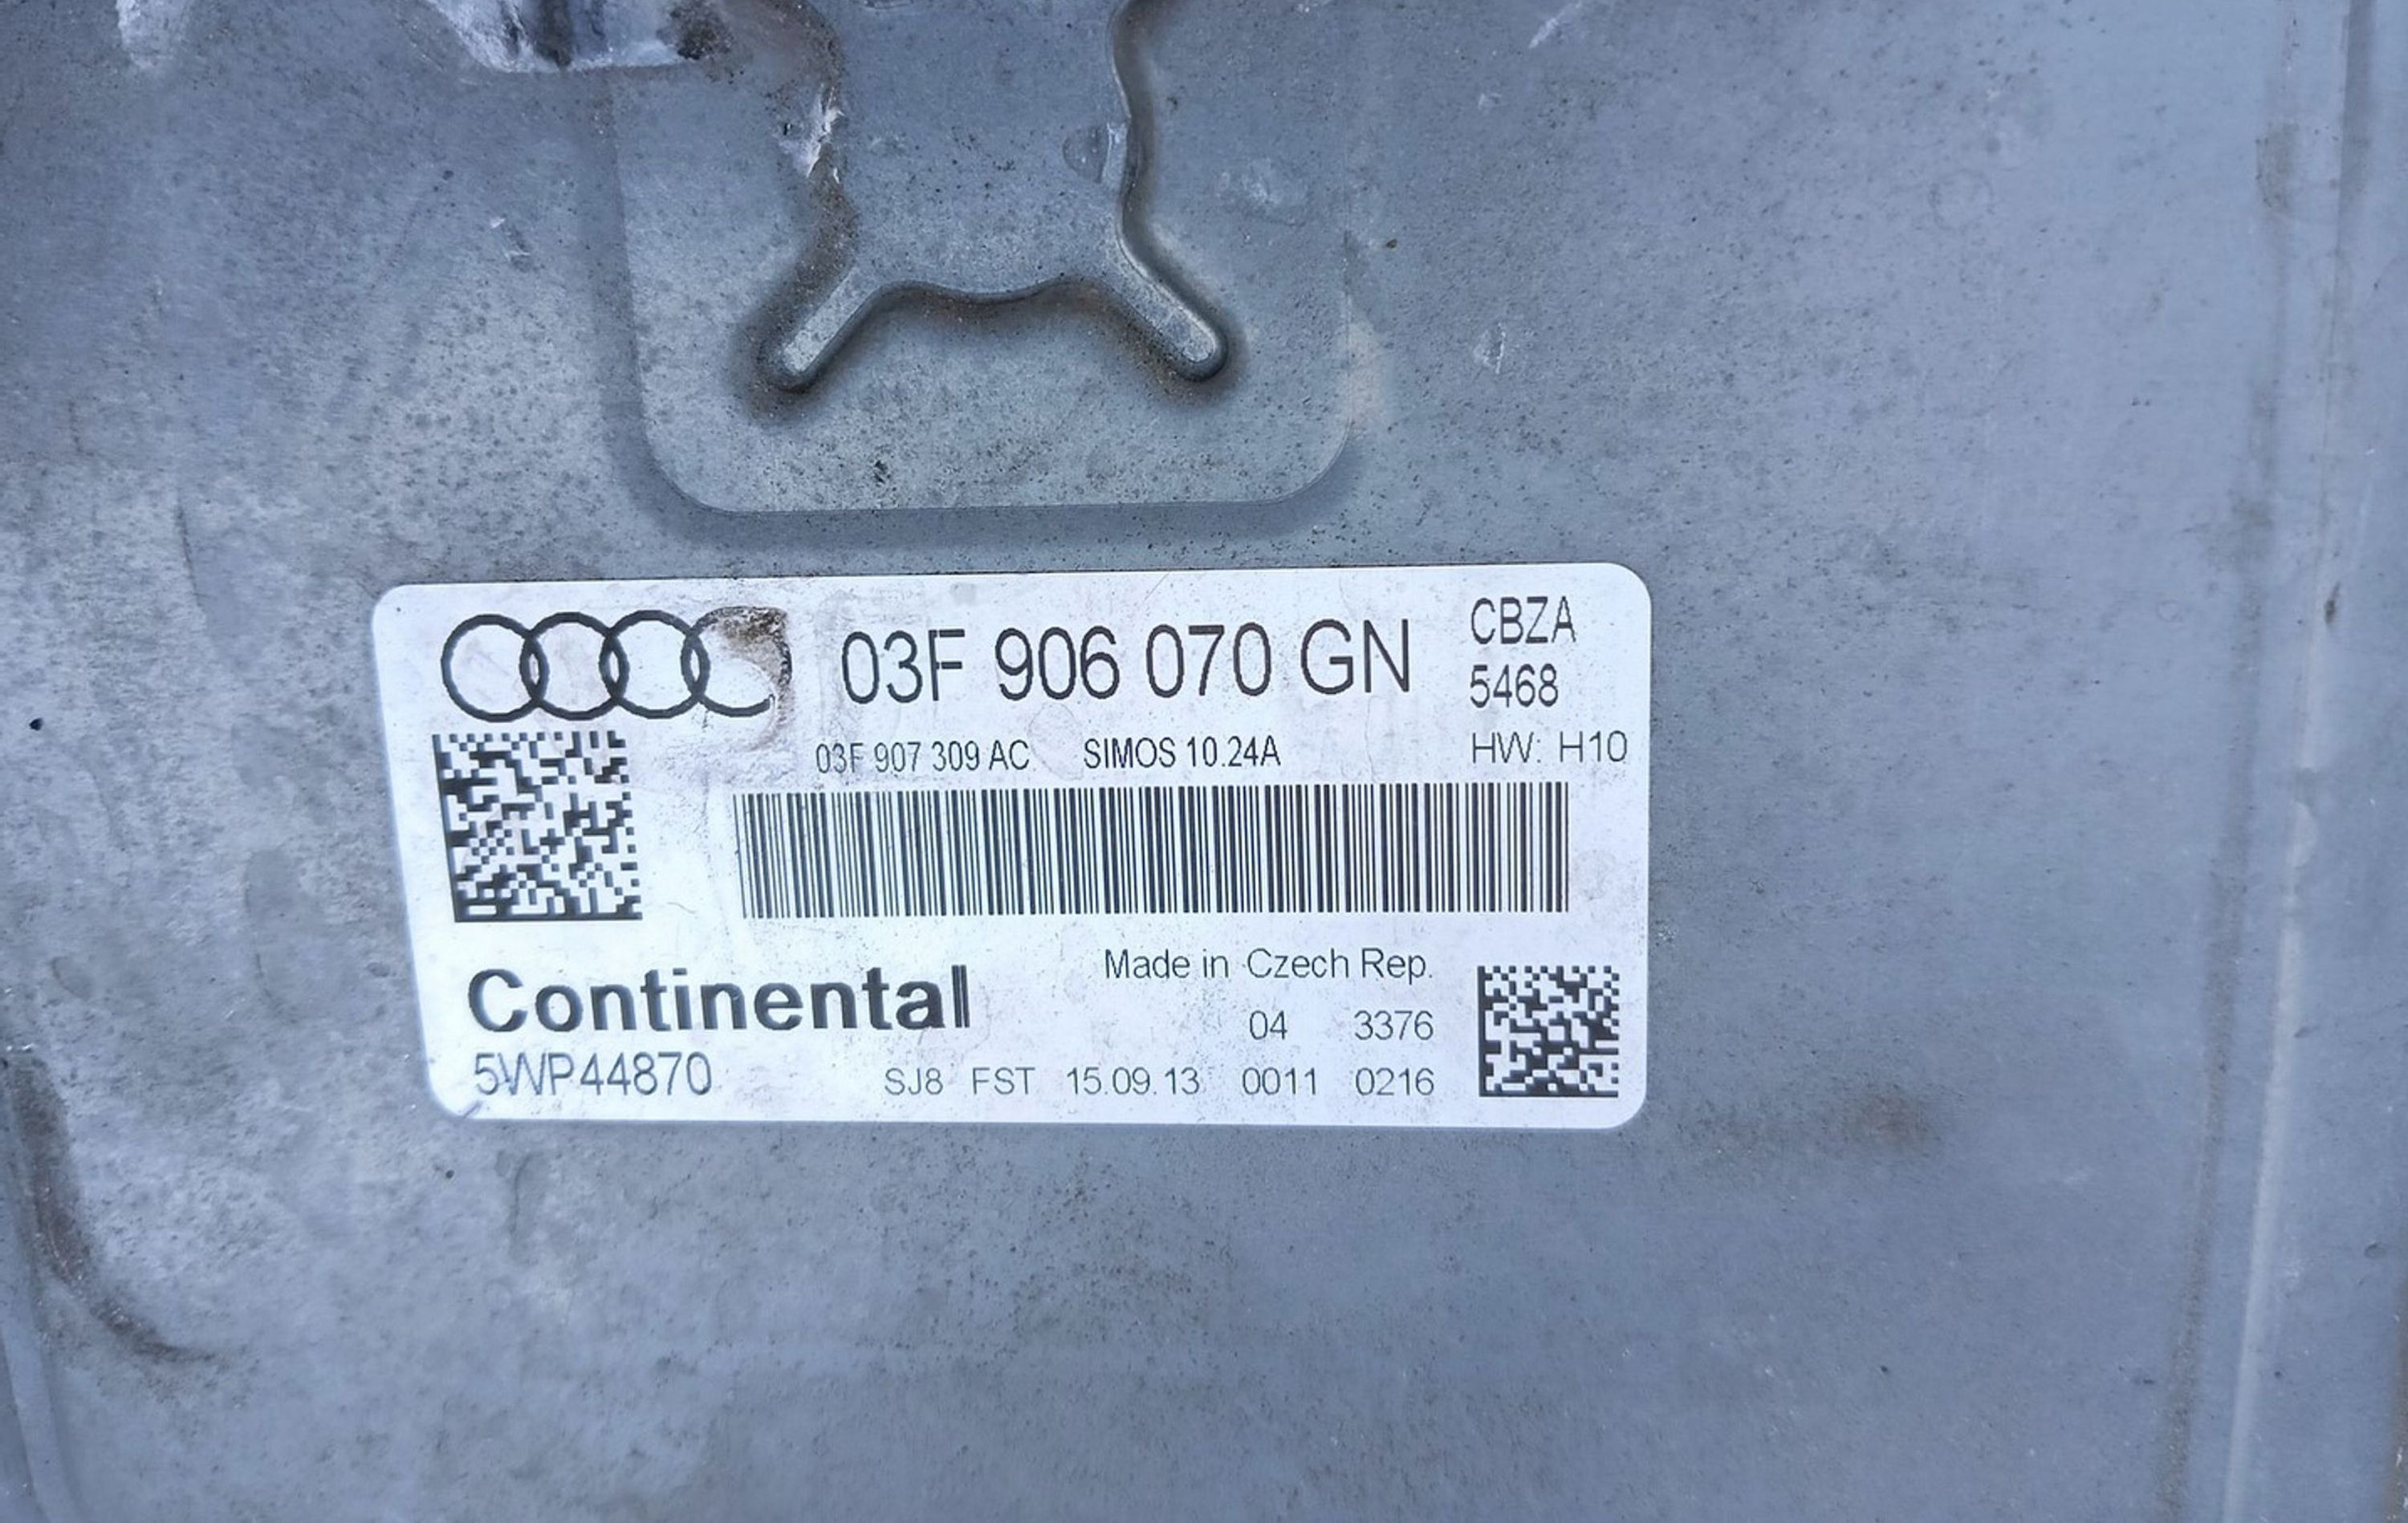 03F 906 070 GN
CBZA
5468
03F 907 309 AC SIMOS 10.24A
HW: H10
Made in Czech Rep.
Continental
04 3376
5WP44870
SJ8 FST 15.09.13 0011 0216